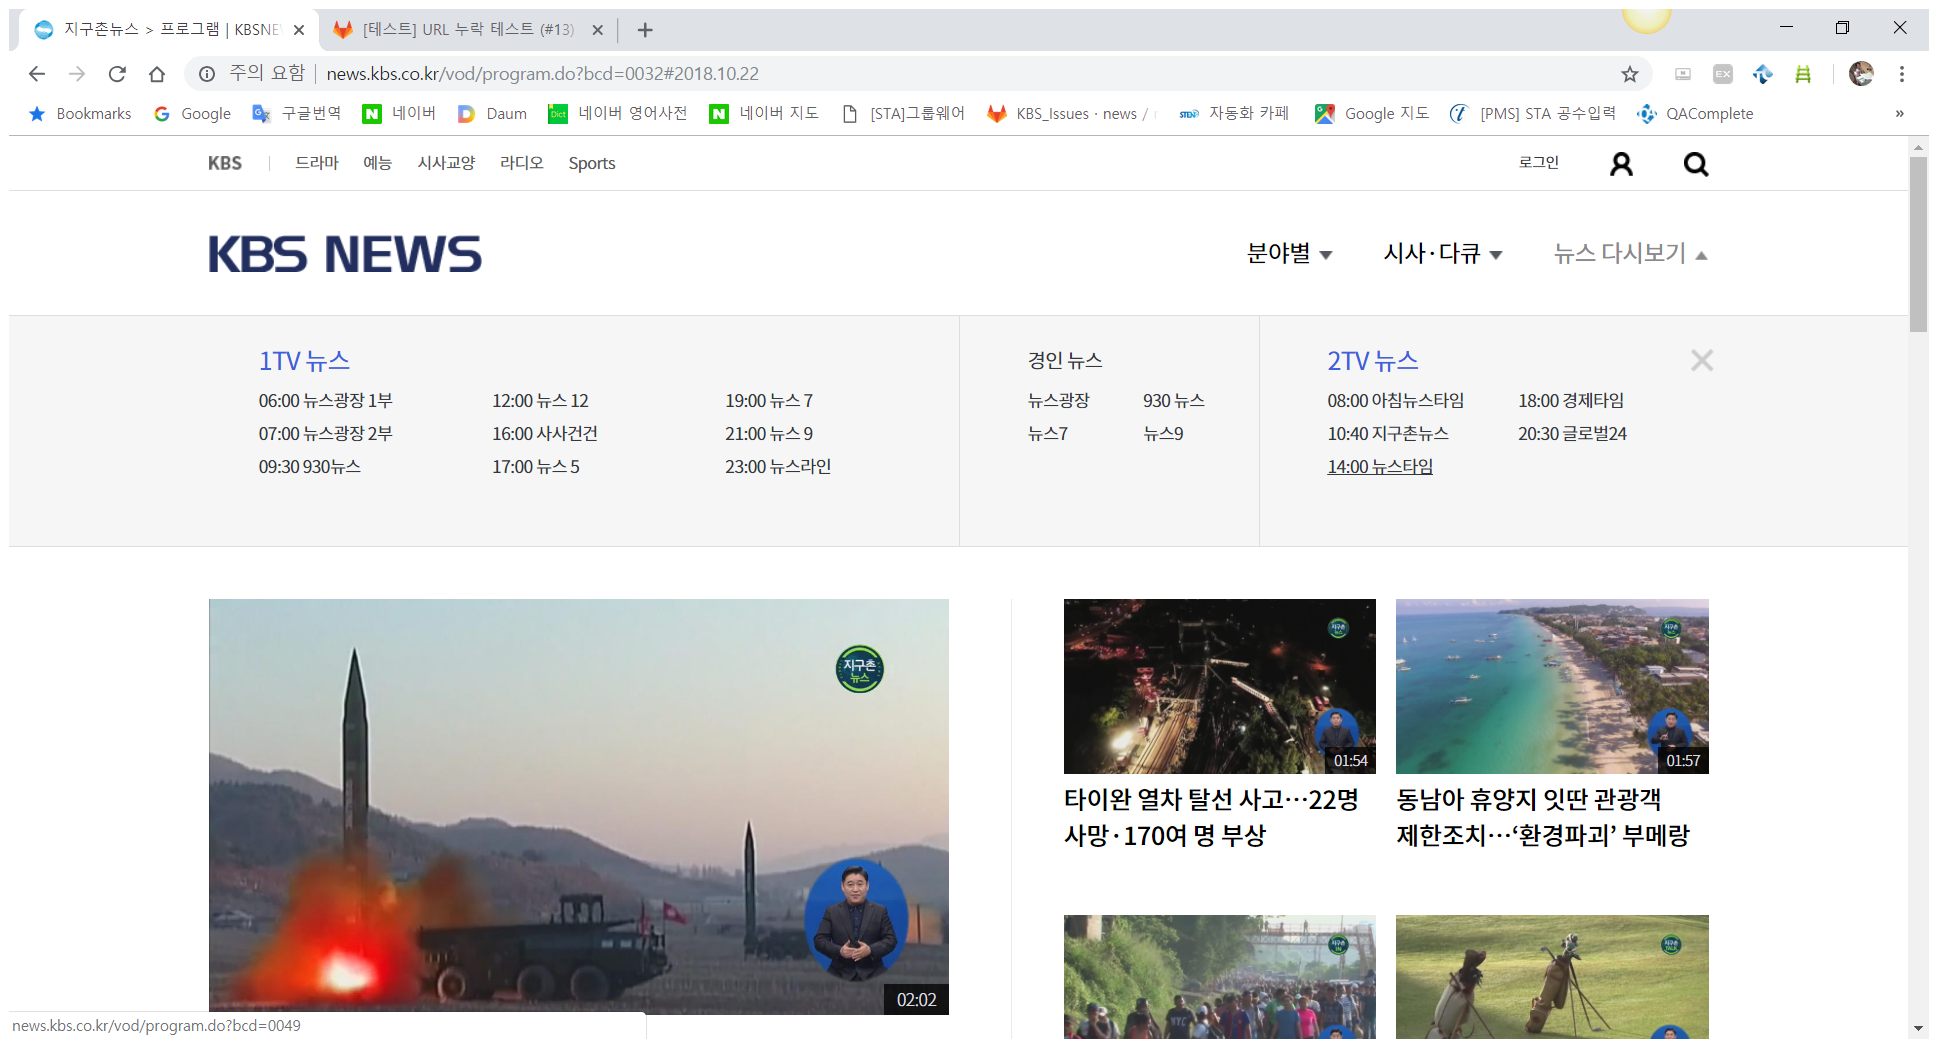 지구촌뉴스 > 프로그램 | KBSNE
[테스트] URL 누락 테스트 (#13)
주의 요함 | news.kbs.co.kr/vod/program.do?bcd=0032#2018.10.22
EX
Bookmarks Google 구글번역 네이버 Daum 네이버 영어사전 네이버 지도 [STA]그룹웨어 KBS_Issues · news / 자동화 카페 Google 지도 [PMS] STA 공수입력 QAComplete »
KBS 드라마 예능 시사교양 라디오 Sports 로그인
KBS NEWS
분야별 시사·다큐 뉴스 다시보기
1TV 뉴스
06:00 뉴스광장 1부 12:00 뉴스 12 19:00 뉴스 7
07:00 뉴스광장 2부 16:00 사사건건 21:00 뉴스 9
09:30 930뉴스 17:00 뉴스 5 23:00 뉴스라인
경인 뉴스
뉴스광장 930 뉴스
뉴스7 뉴스9
2TV 뉴스
08:00 아침뉴스타임 18:00 경제타임
10:40 지구촌뉴스 20:30 글로벌24
14:00 뉴스타임
지구촌
뉴스
02:02
지구촌
뉴스
01:54
타이완 열차 탈선 사고…22명
사망·170여 명 부상
지구촌
뉴스
01:57
동남아 휴양지 잇딴 관광객
제한조치…‘환경파괴’ 부메랑
NYC
news.kbs.co.kr/vod/program.do?bcd=0049